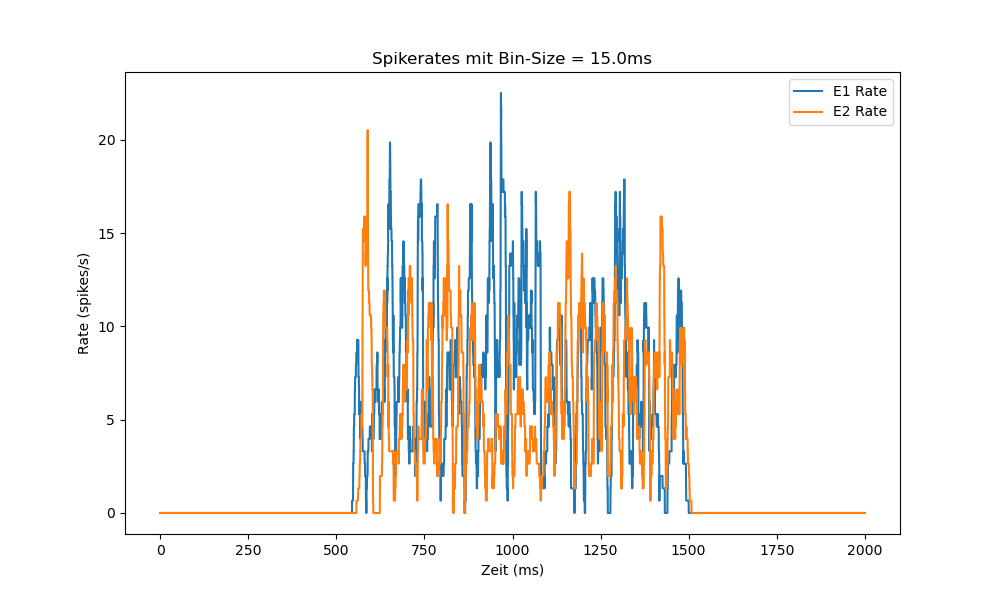 Spikerates mit Bin-Size = 15.0ms
E1 Rate
E2 Rate
Rate (spikes/s)
20
15
10
5
0
0 250 500 750 1000 1250 1500 1750 2000
Zeit (ms)